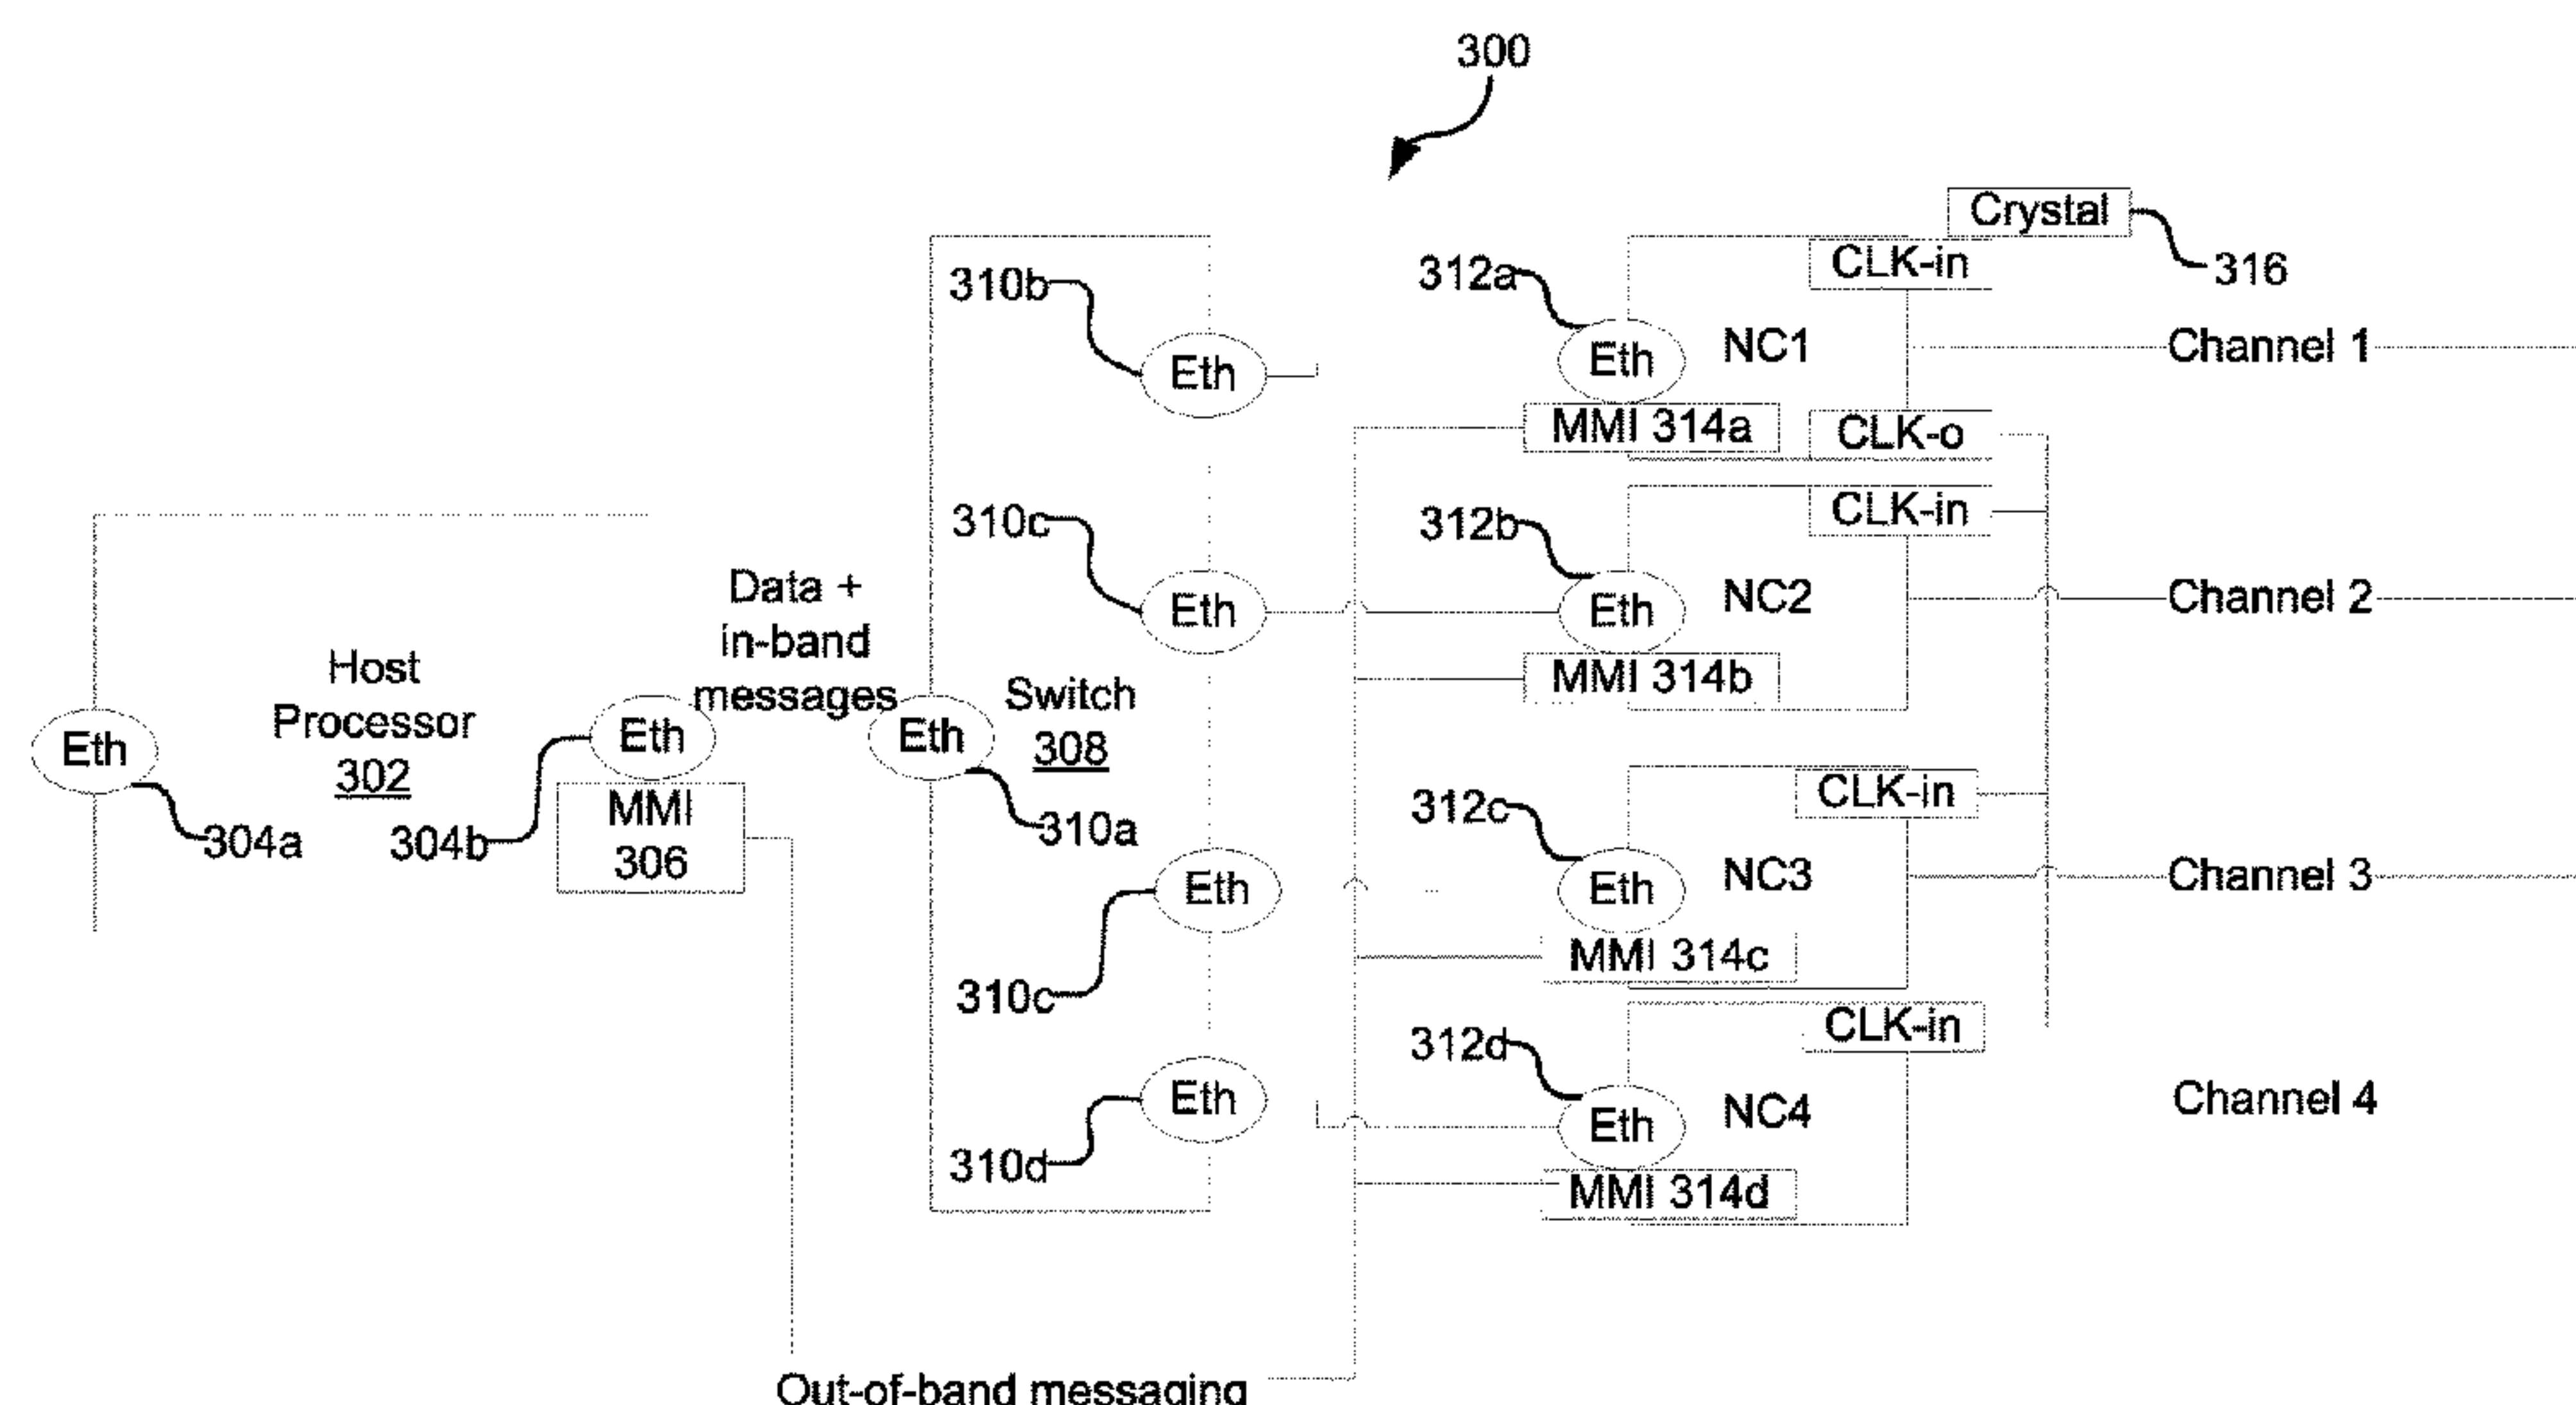 300
Crystal
316
310b
Eth
312a
Eth
NC1
CLK-in
Channel 1
MMI 314a
CLK-o
310c
Eth
312b
Eth
NC2
CLK-in
Channel 2
MMI 314b
Data +
in-band
messages
Host
Processor
302
Eth
304a
Eth
304b
MMI
306
Eth
Switch
308
310a
312c
Eth
NC3
CLK-in
Channel 3
MMI 314c
Eth
310c
312d
Eth
NC4
CLK-in
Channel 4
MMI 314d
Eth
310d
Out-of-band messaging